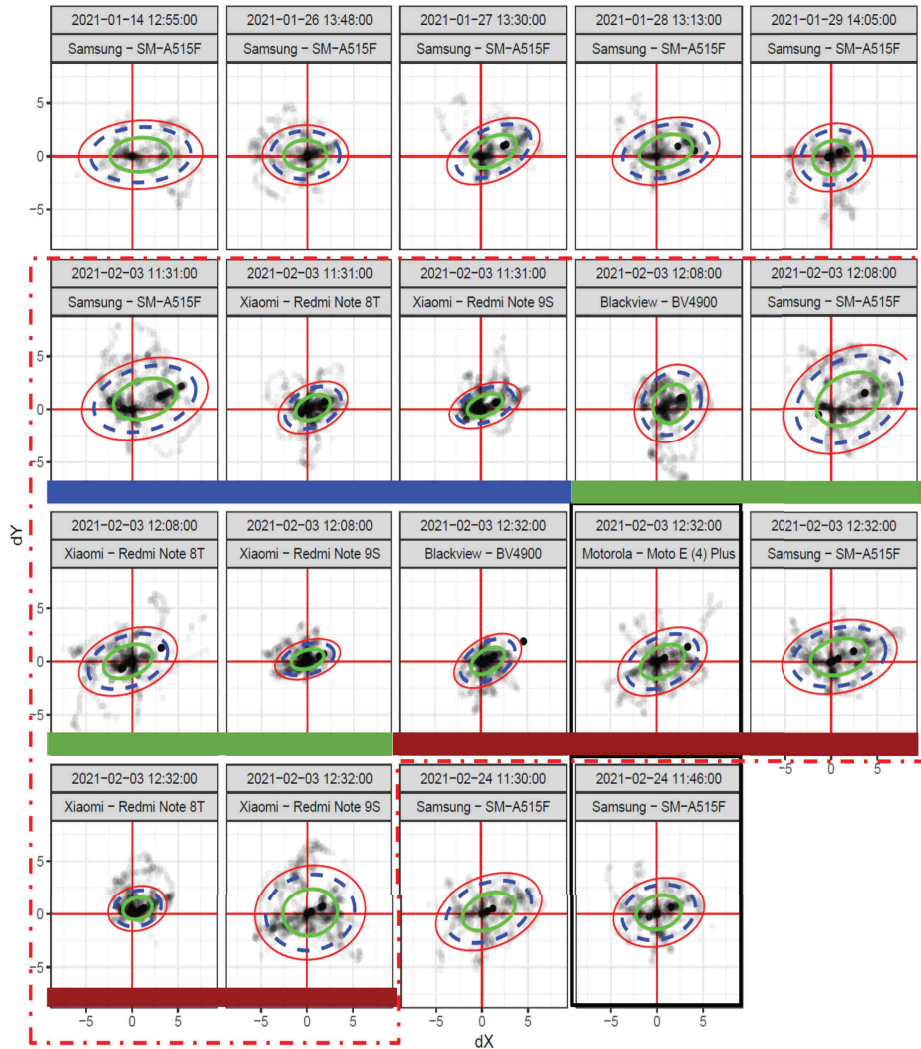 2021-01-14 12:55:00 2021-01-26 13:48:00 2021-01-27 13:30:00 2021-01-28 13:13:00 2021-01-29 14:05:00
Samsung - SM-A515F Samsung - SM-A515F Samsung - SM-A515F Samsung - SM-A515F Samsung - SM-A515F
5
0
-5
2021-02-03 11:31:00 2021-02-03 11:31:00 2021-02-03 11:31:00 2021-02-03 12:08:00 2021-02-03 12:08:00
Samsung - SM-A515F Xiaomi - Redmi Note 8T Xiaomi - Redmi Note 9S Blackview - BV4900 Samsung - SM-A515F
5
0
-5
dY
2021-02-03 12:08:00 2021-02-03 12:08:00 2021-02-03 12:32:00 2021-02-03 12:32:00 2021-02-03 12:32:00
Xiaomi - Redmi Note 8T Xiaomi - Redmi Note 9S Blackview - BV4900 Motorola - Moto E (4) Plus Samsung - SM-A515F
5
0
-5
-5 0 5
2021-02-03 12:32:00 2021-02-03 12:32:00 2021-02-24 11:30:00 2021-02-24 11:46:00
Xiaomi - Redmi Note 8T Xiaomi - Redmi Note 9S Samsung - SM-A515F Samsung - SM-A515F
5
0
-5
-5 0 5 -5 0 5 -5 0 5 -5 0 5
dX